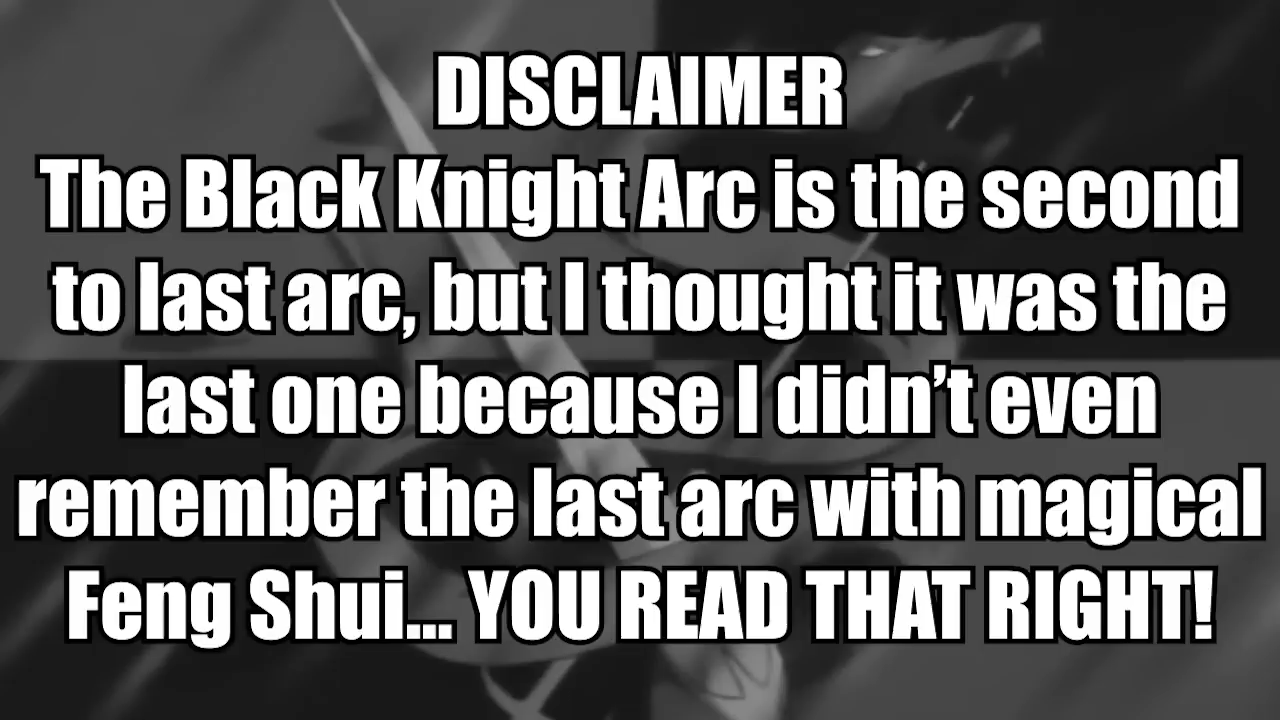 DISCLAIMER
The Black Knight Arc is the second
to last arc, but I thought it was the
last one because I didn’t even
remember the last arc with magical
Feng Shui... YOU READ THAT RIGHT!